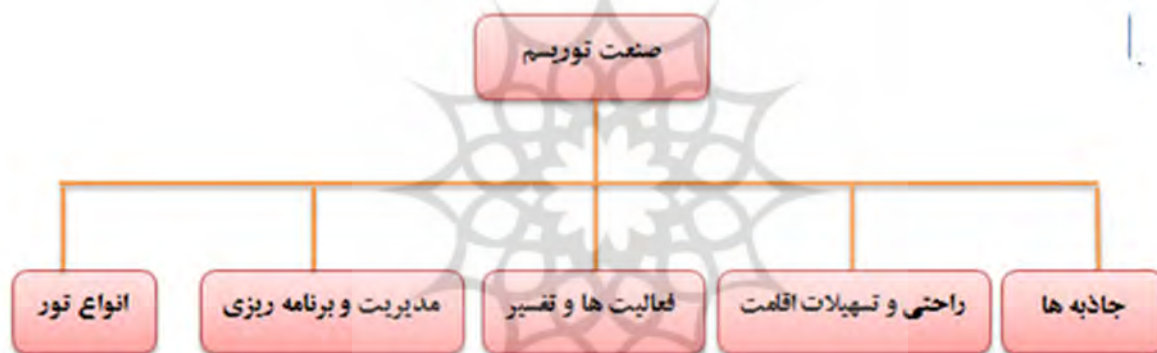 صنعت توریسم
جاذبه ها
راحتی و تسهیلات اقامت
فعالیت ها و تفسیر
مدیریت و برنامه ریزی
انواع تور